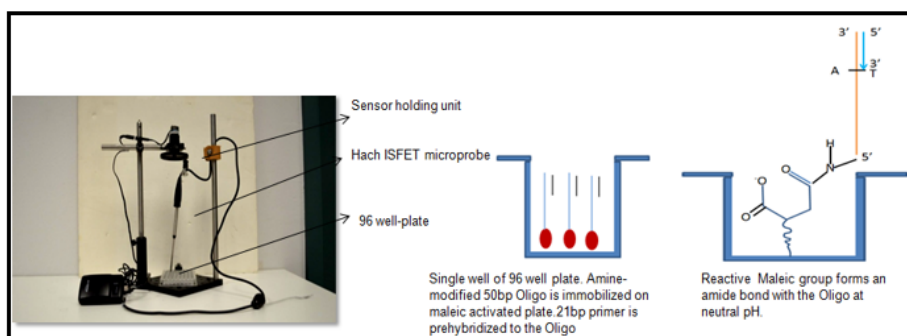 Sensor holding unit
Hach ISFET microprobe
96 well-plate
Single well of 96 well plate. Amine-
modified 50bp Oligo is immobilized on
maleic activated plate.21bp primer is
prehybridized to the Oligo
3' 5'
A 3'
T
H
N 5'
O
-O
O
Reactive Maleic group forms an
amide bond with the Oligo at
neutral pH.